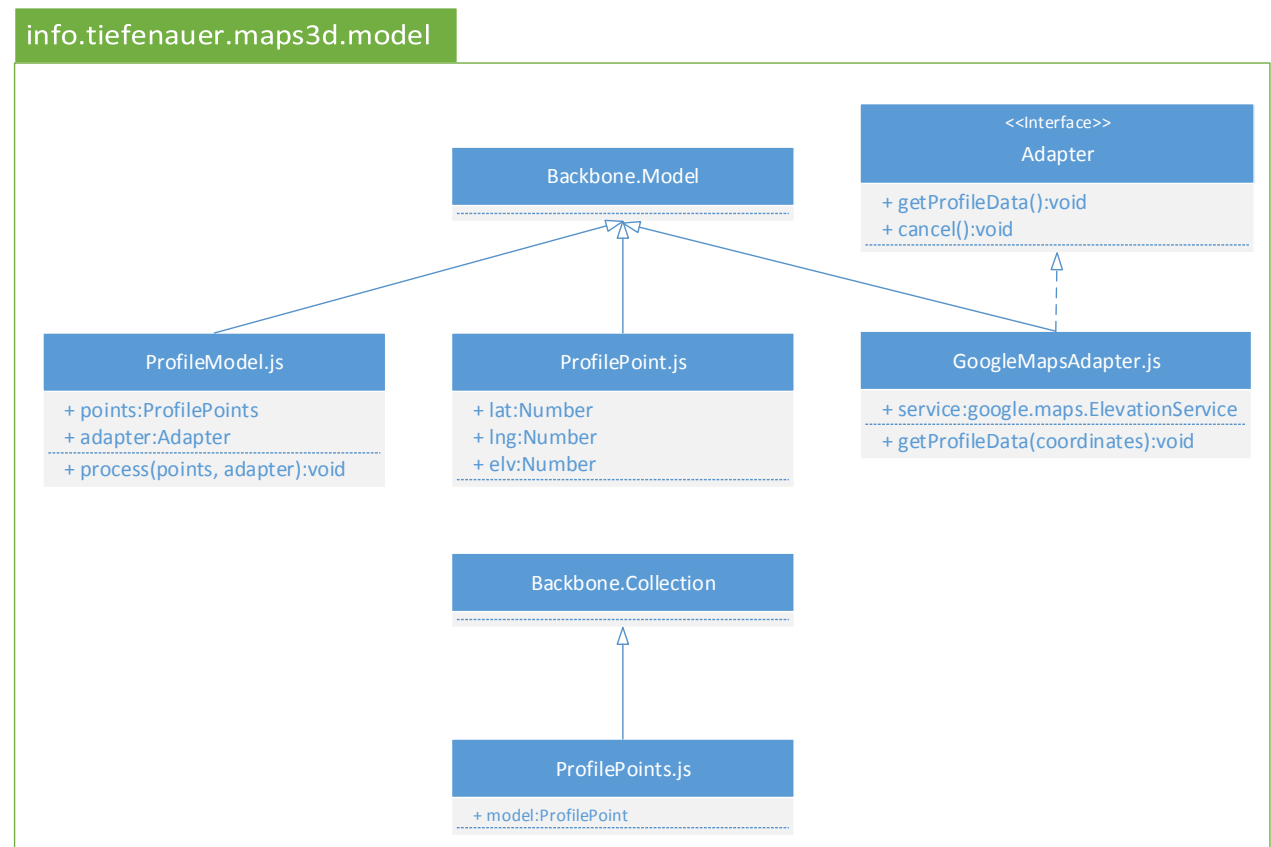 info.tiefenauer.maps3d.model
<<Interface>>
Adapter
+ getProfileData():void
+ cancel():void
Backbone.Model
ProfileModel.js
+ points:ProfilePoints
+ adapter:Adapter
+ process(points, adapter):void
ProfilePoint.js
+ lat:Number
+ lng:Number
+ elv:Number
GoogleMapsAdapter.js
+ service:google.maps.ElevationService
+ getProfileData(coordinates):void
Backbone.Collection
ProfilePoints.js
+ model:ProfilePoint